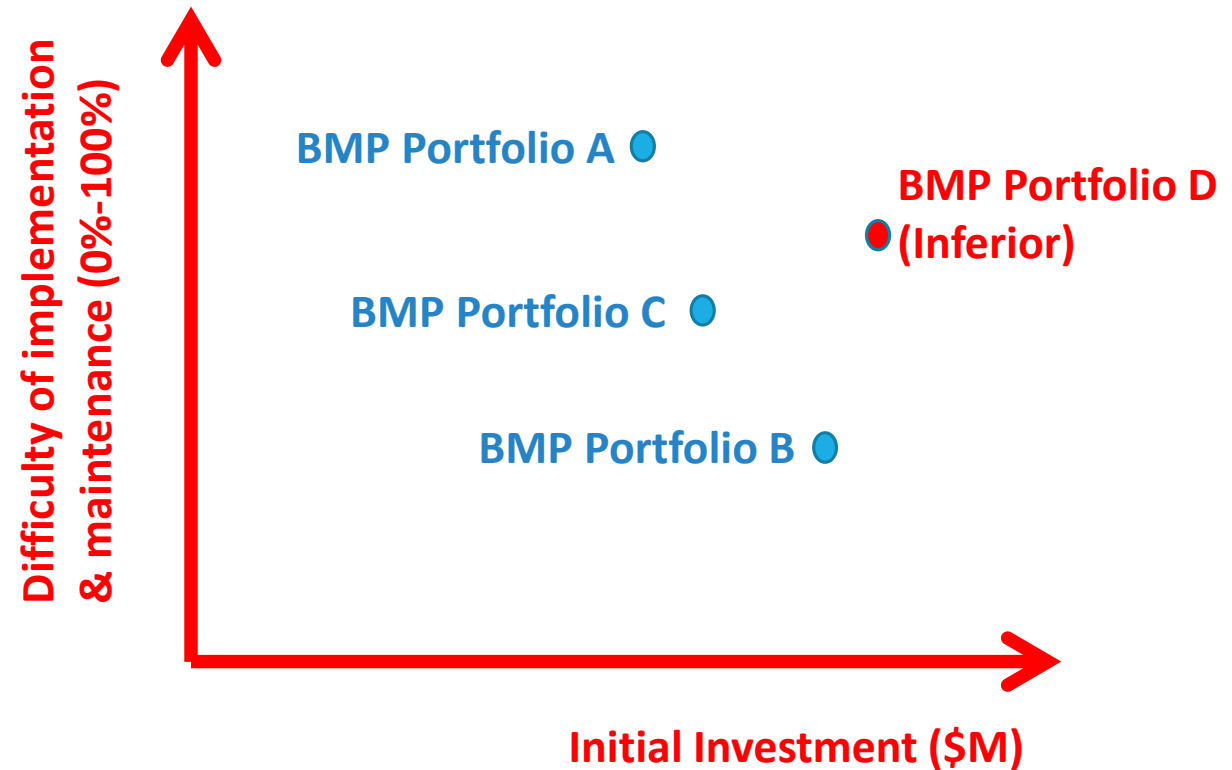 Difficulty of implementation
& maintenance (0%-100%)
BMP Portfolio A
BMP Portfolio D
(Inferior)
BMP Portfolio C
BMP Portfolio B
Initial Investment ($M)